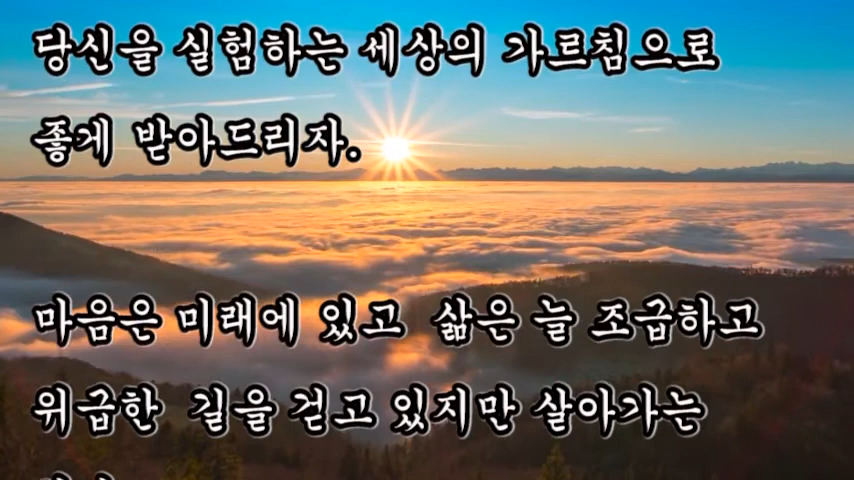 당신을 실험하는 세상의 가르침으로
좋게 받아드리자.
마음은 미래에 있고 삶은 늘 조급하고
위급한 길을 걷고 있지만 살아가는